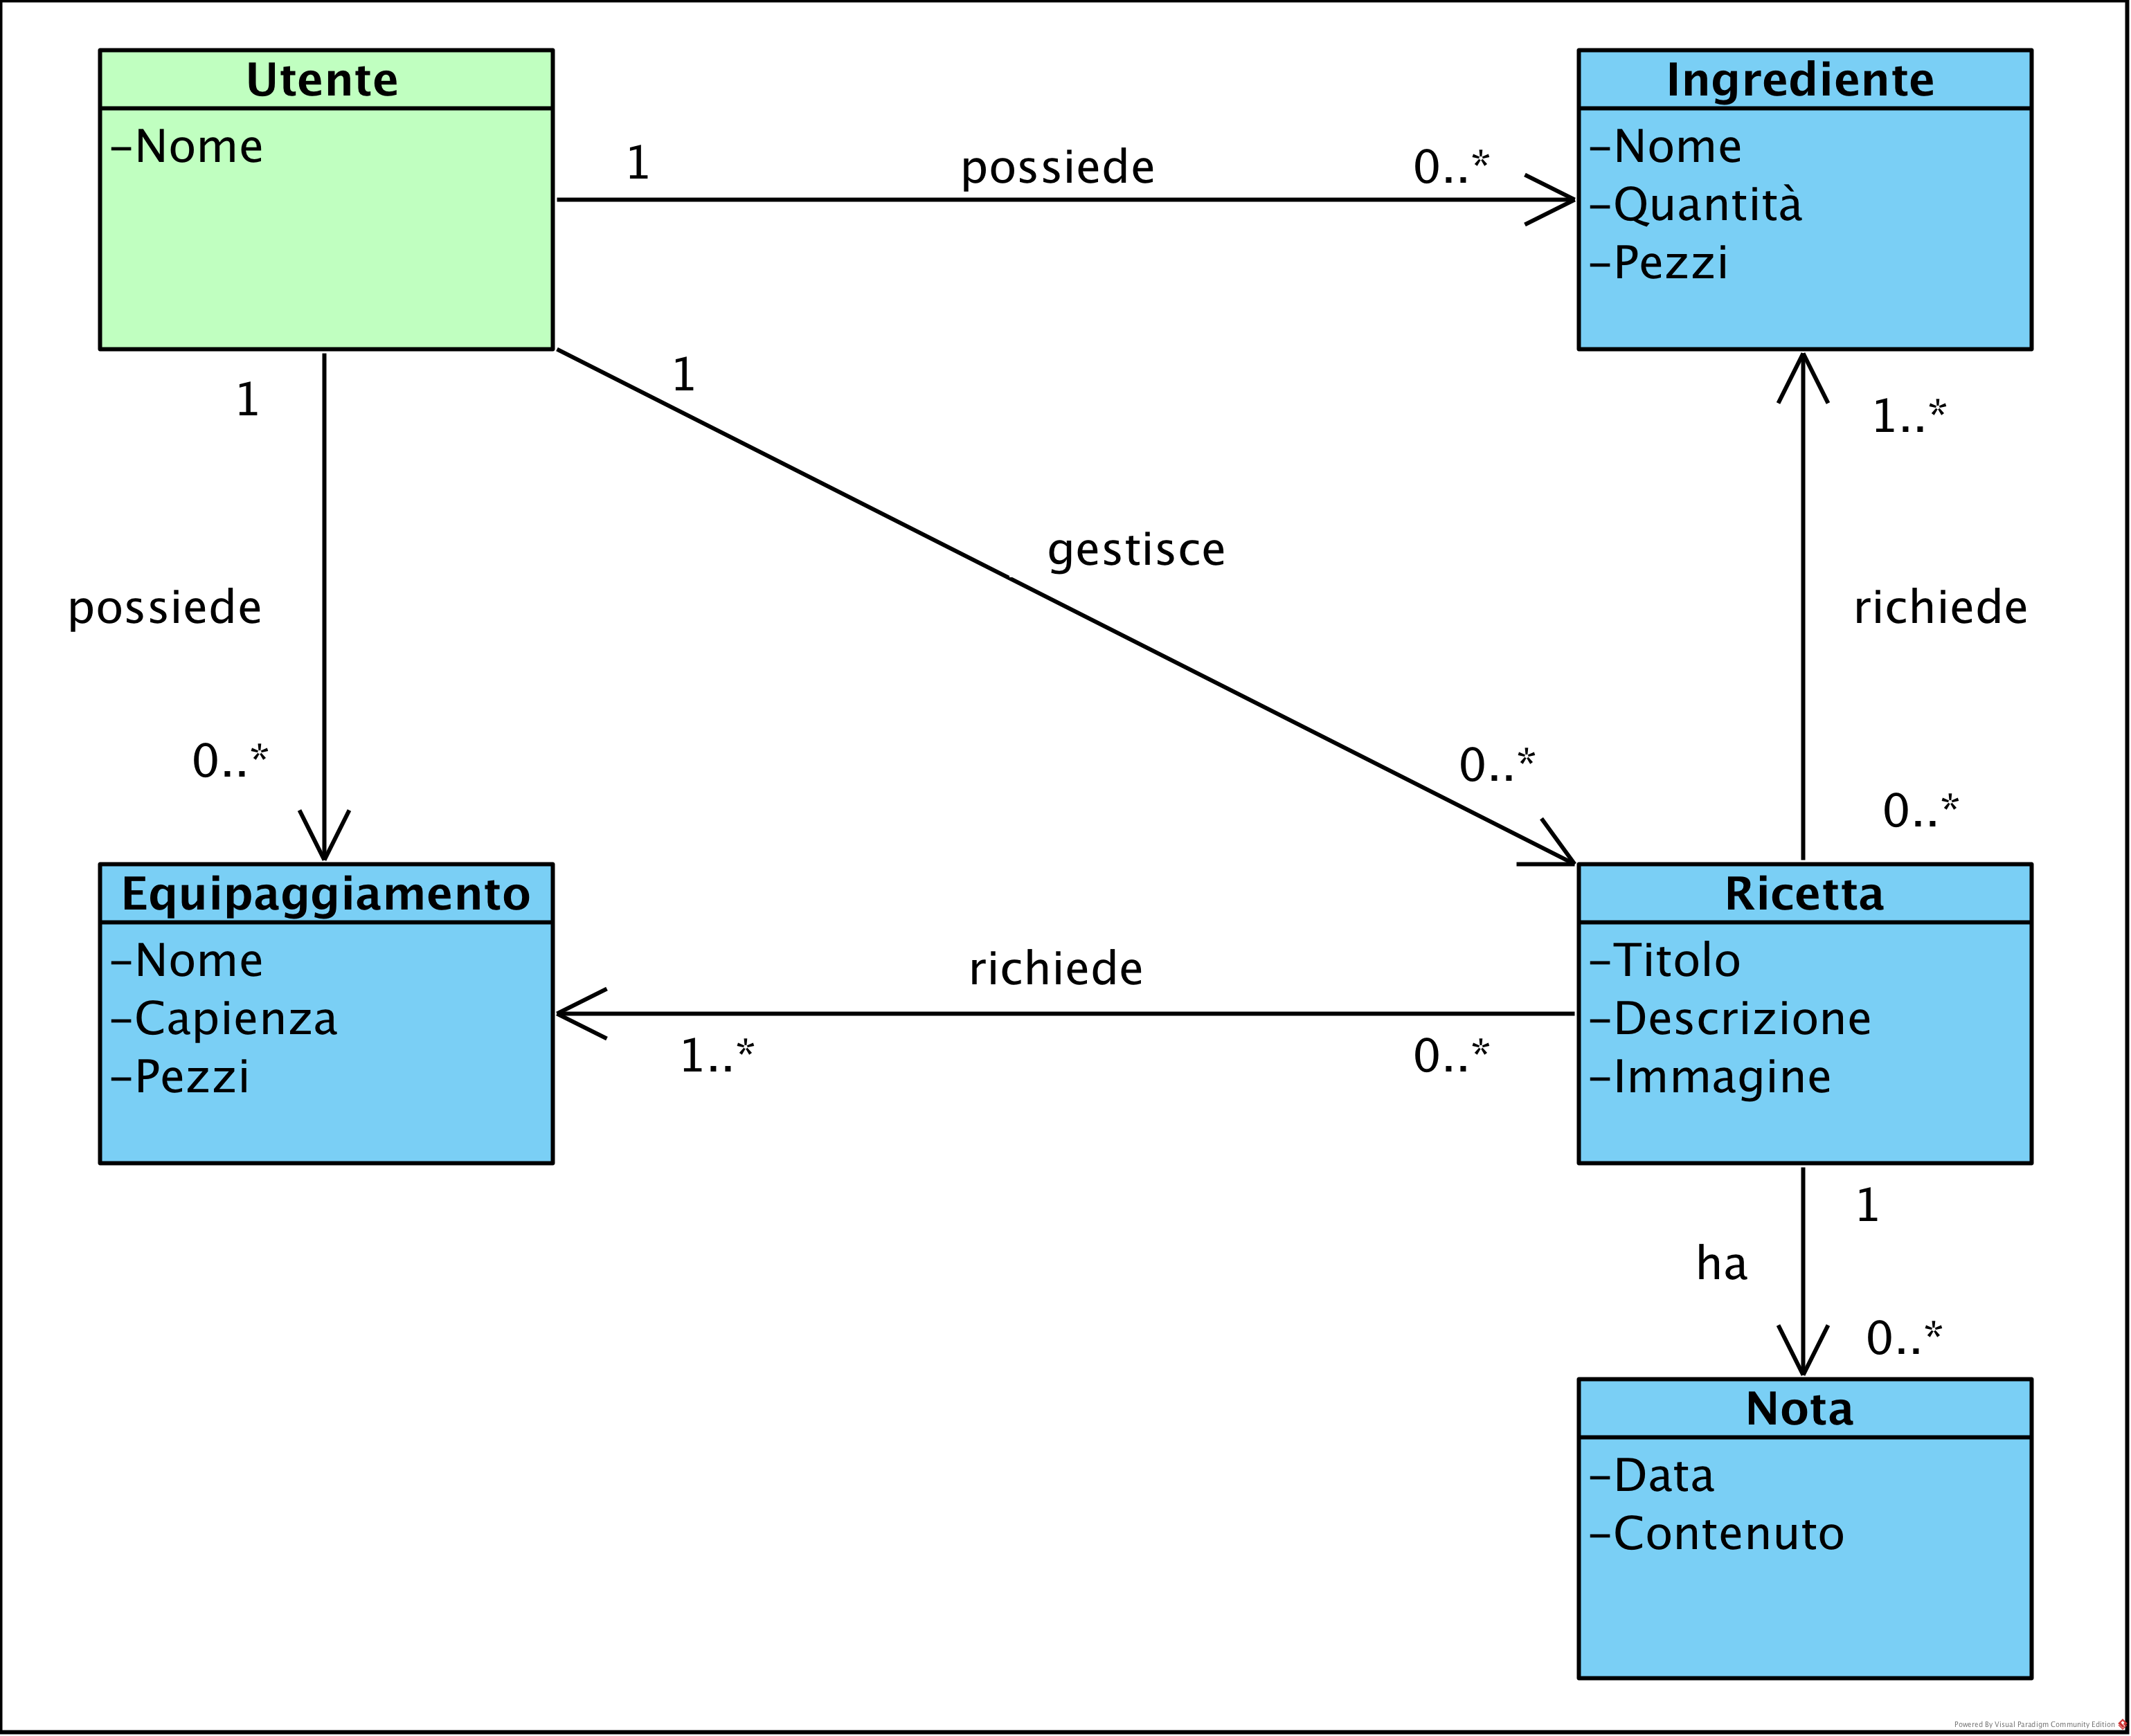 Utente
-Nome
Ingrediente
-Nome
-Quantità
-Pezzi
1
possiede
0..*
1
possiede
0..*
1
gestisce
0..*
1..*
richiede
0..*
Equipaggiamento
-Nome
-Capienza
-Pezzi
richiede
1..*
0..*
Ricetta
-Titolo
-Descrizione
-Immagine
1
ha
0..*
Nota
-Data
-Contenuto
Powered By Visual Paradigm Community Edition